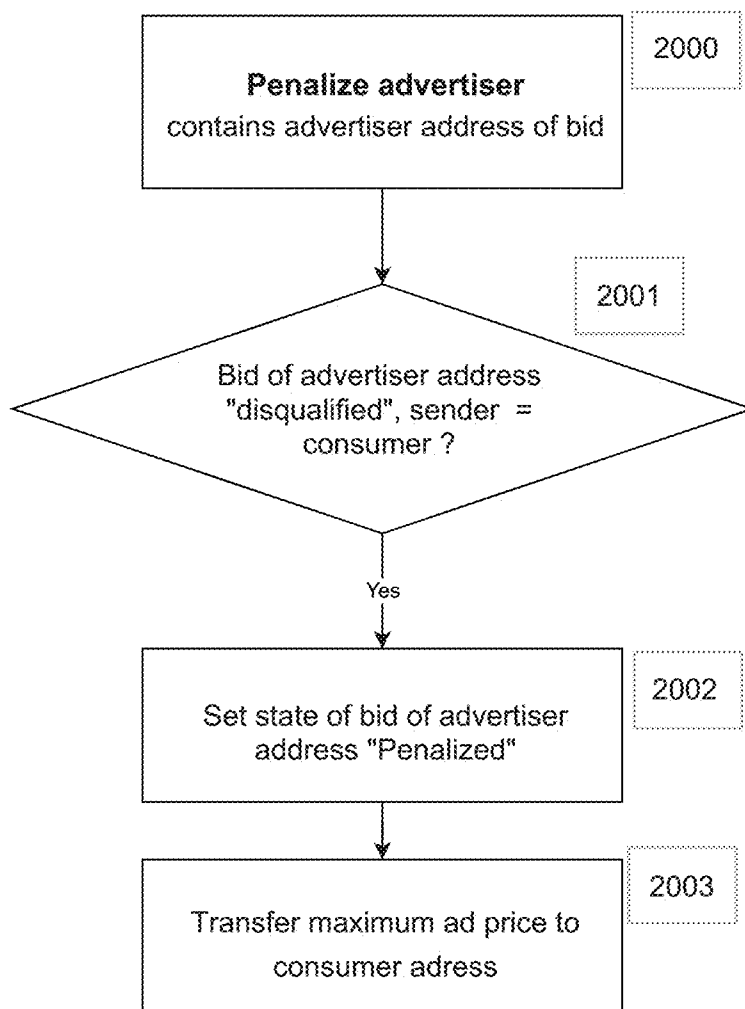 2000
Penalize advertiser
contains advertiser address of bid
2001
Bid of advertiser address
"disqualified", sender =
consumer ?
Yes
2002
Set state of bid of advertiser
address "Penalized"
2003
Transfer maximum ad price to
consumer adress